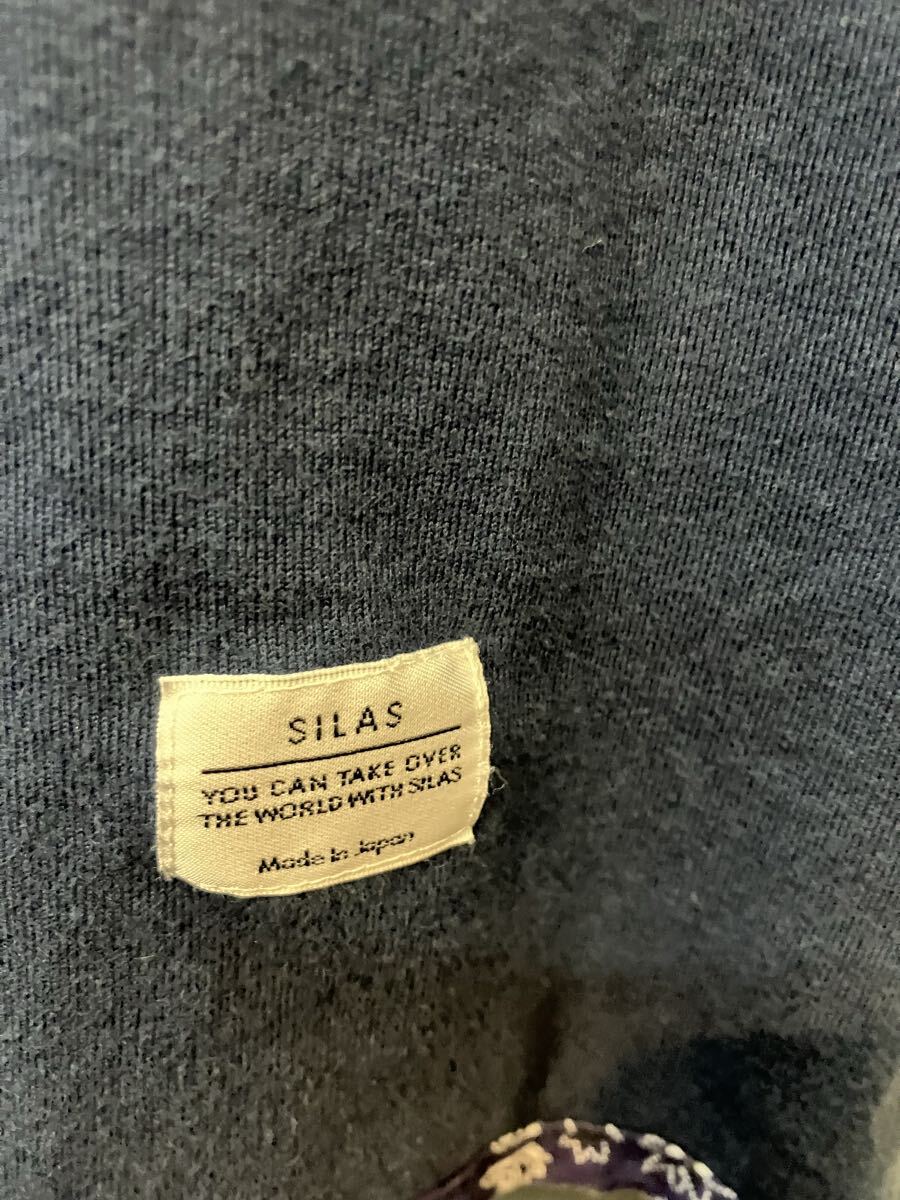 SILAS
YOU CAN TAKE OVER
THE WORLD WITH SILAS
Made In Japan